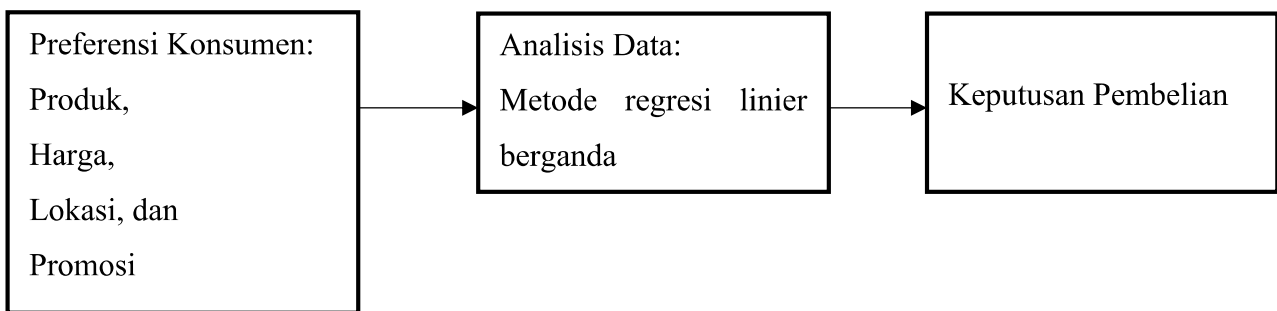 Preferensi Konsumen:
Produk,
Harga,
Lokasi, dan
Promosi
Analisis Data:
Metode regresi linier
berganda
Keputusan Pembelian